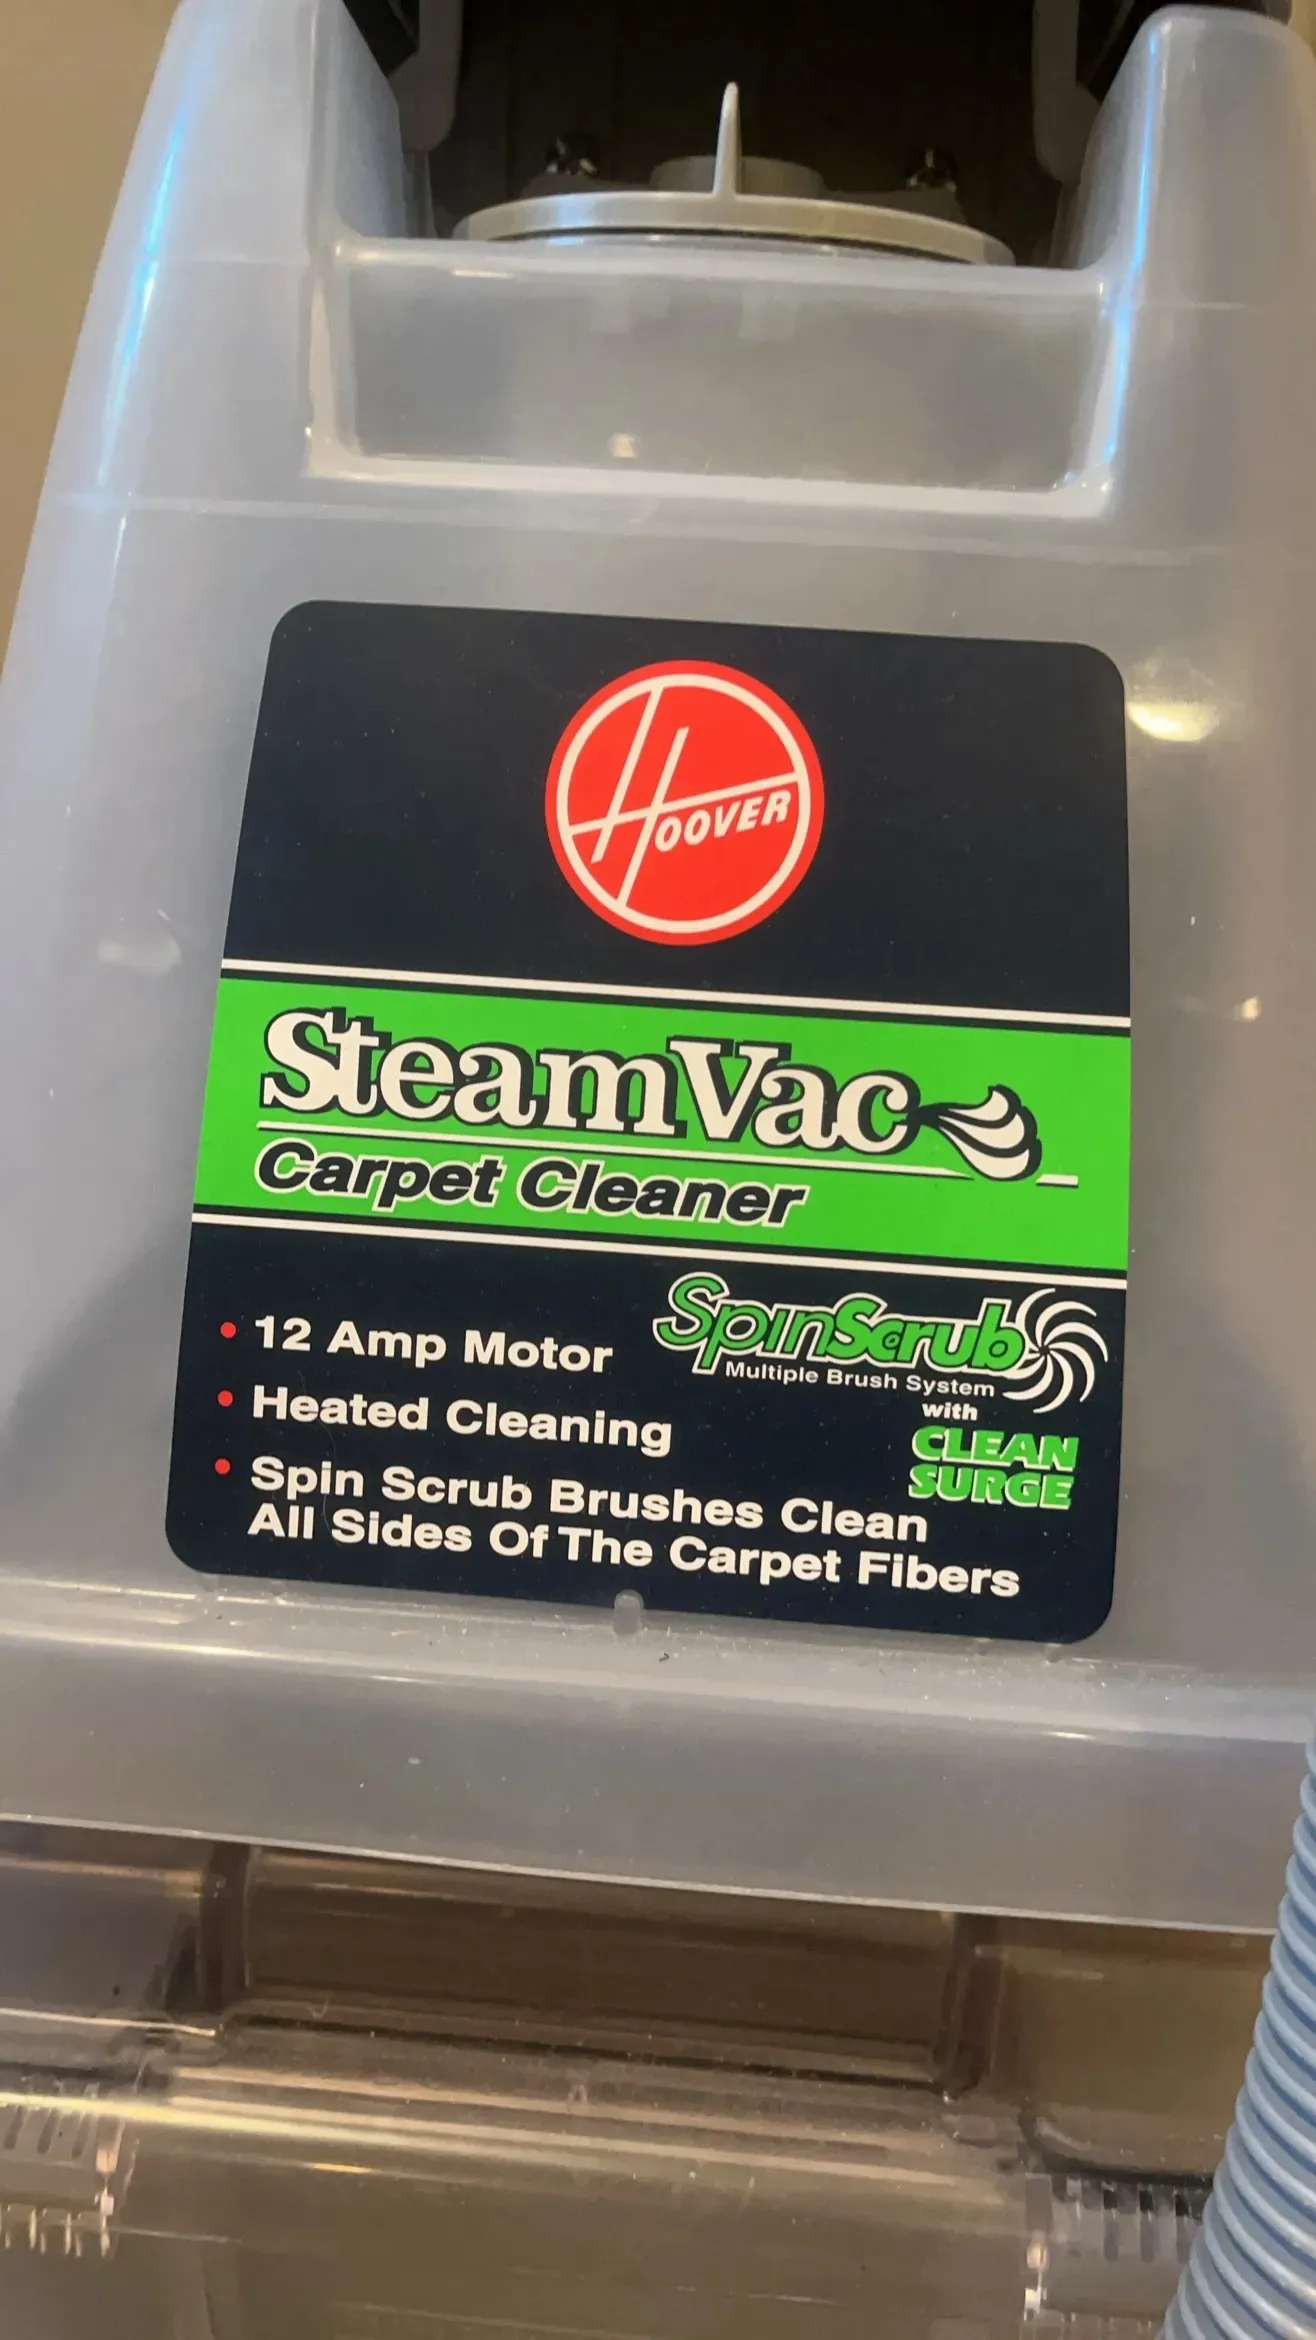 HOOVER
SteamVac
Carpet Cleaner
SpinScrub
Multiple Brush System
with
CLEAN
SURGE
• 12 Amp Motor
• Heated Cleaning
• Spin Scrub Brushes Clean
All Sides Of The Carpet Fibers